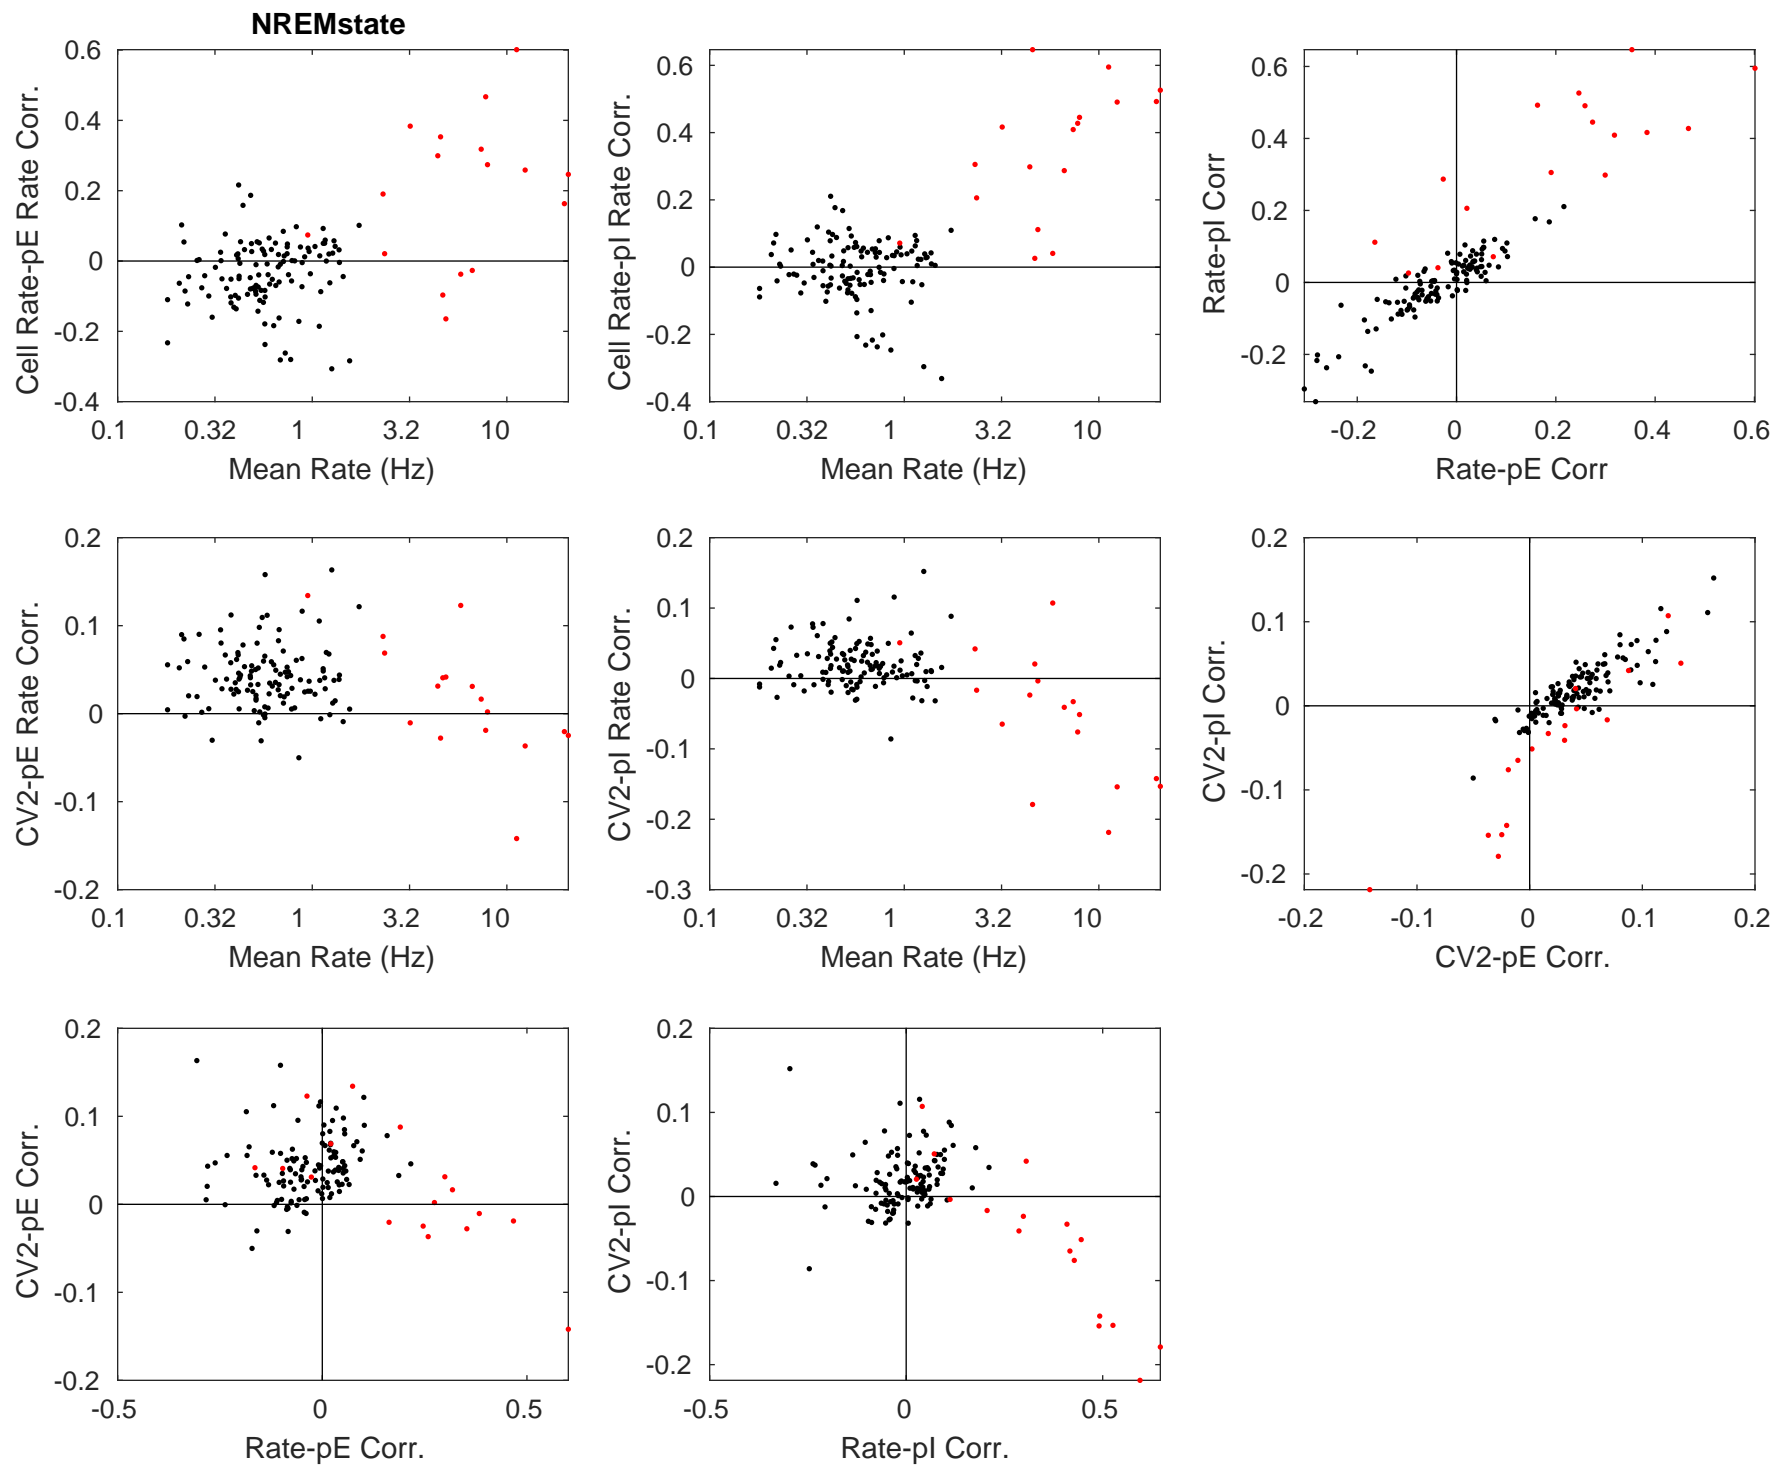 NREMstate
0.6
0.4
0.2
0
-0.2
-0.4
Cell Rate-pE Rate Corr.
0.1 0.32 1 3.2 10
Mean Rate (Hz)
0.6
0.4
0.2
0
-0.2
-0.4
Cell Rate-pI Rate Corr.
0.1 0.32 1 3.2 10
Mean Rate (Hz)
0.6
0.4
0.2
0
-0.2
Rate-pI Corr
-0.2 0 0.2 0.4 0.6
Rate-pE Corr
0.2
0.1
0
-0.1
-0.2
CV2-pE Rate Corr.
0.1 0.32 1 3.2 10
Mean Rate (Hz)
0.2
0.1
0
-0.1
-0.2
-0.3
CV2-pI Rate Corr.
0.1 0.32 1 3.2 10
Mean Rate (Hz)
0.2
0.1
0
-0.1
-0.2
CV2-pI Corr.
-0.2 -0.1 0 0.1 0.2
CV2-pE Corr.
0.2
0.1
0
-0.1
-0.2
CV2-pE Corr.
-0.5 0 0.5
Rate-pE Corr.
0.2
0.1
0
-0.1
-0.2
CV2-pI Corr.
-0.5 0 0.5
Rate-pI Corr.